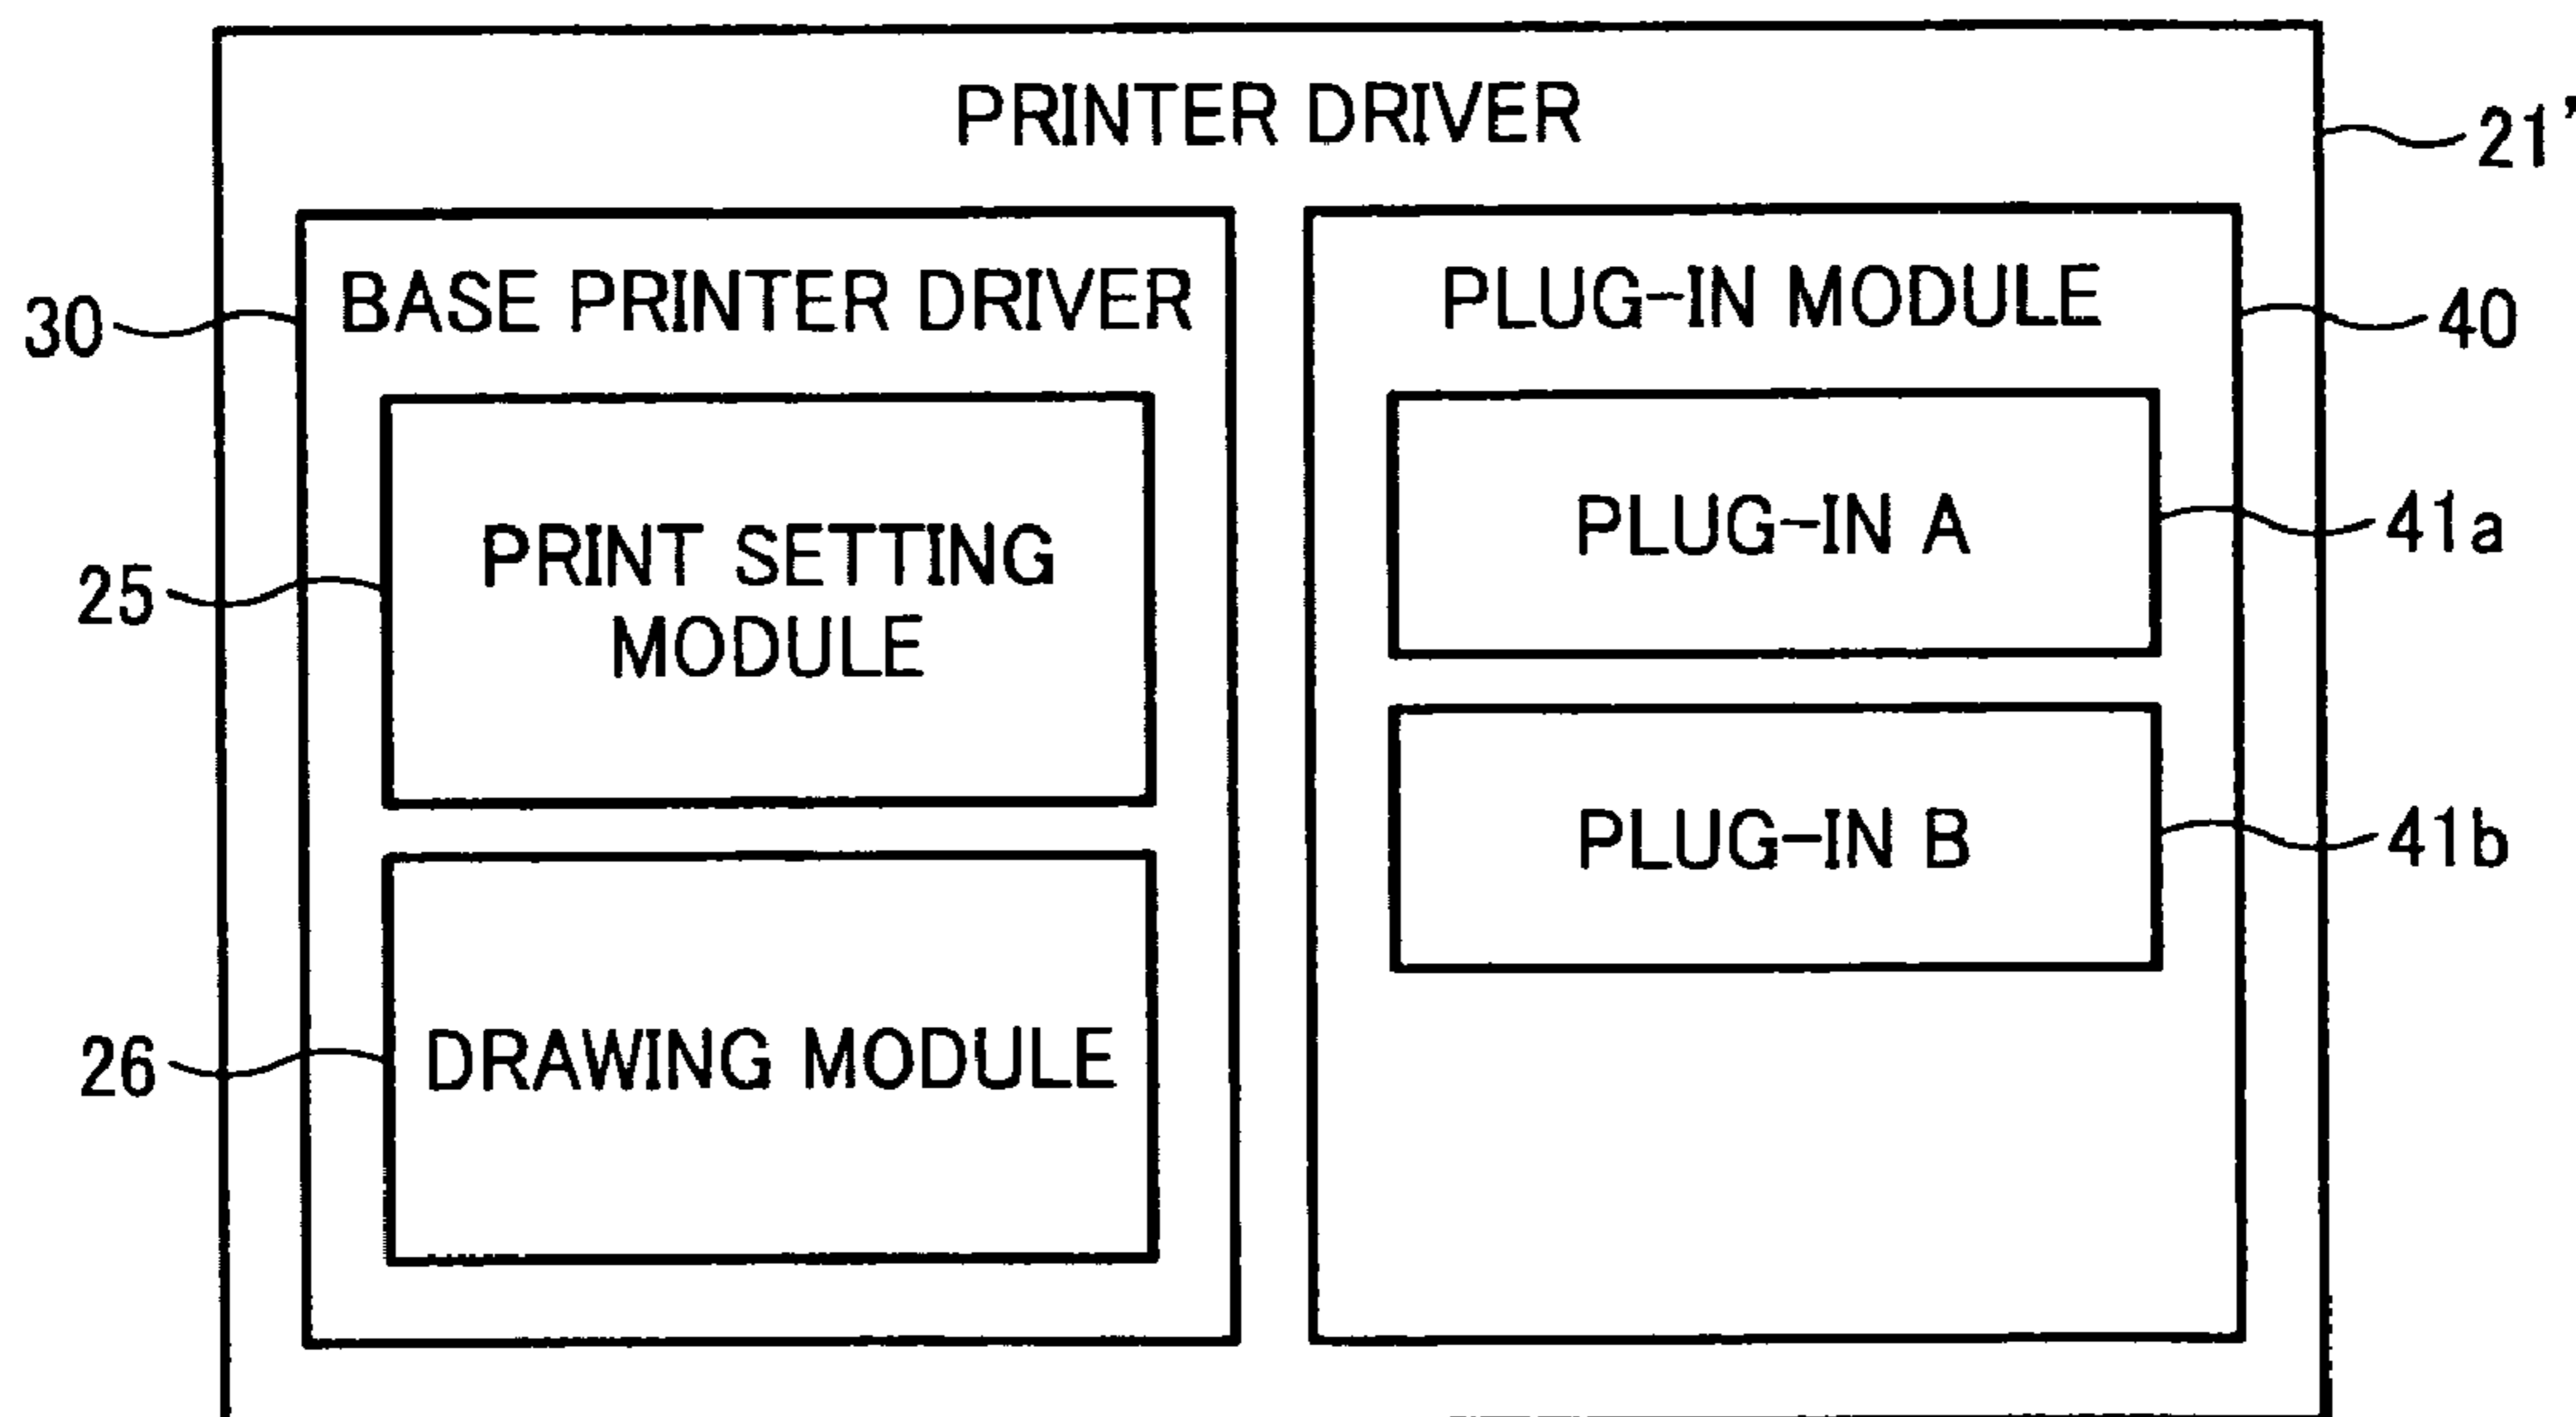 PRINTER DRIVER
21'
BASE PRINTER DRIVER
30
PRINT SETTING
MODULE
25
DRAWING MODULE
26
PLUG-IN MODULE
40
PLUG-IN A
41a
PLUG-IN B
41b